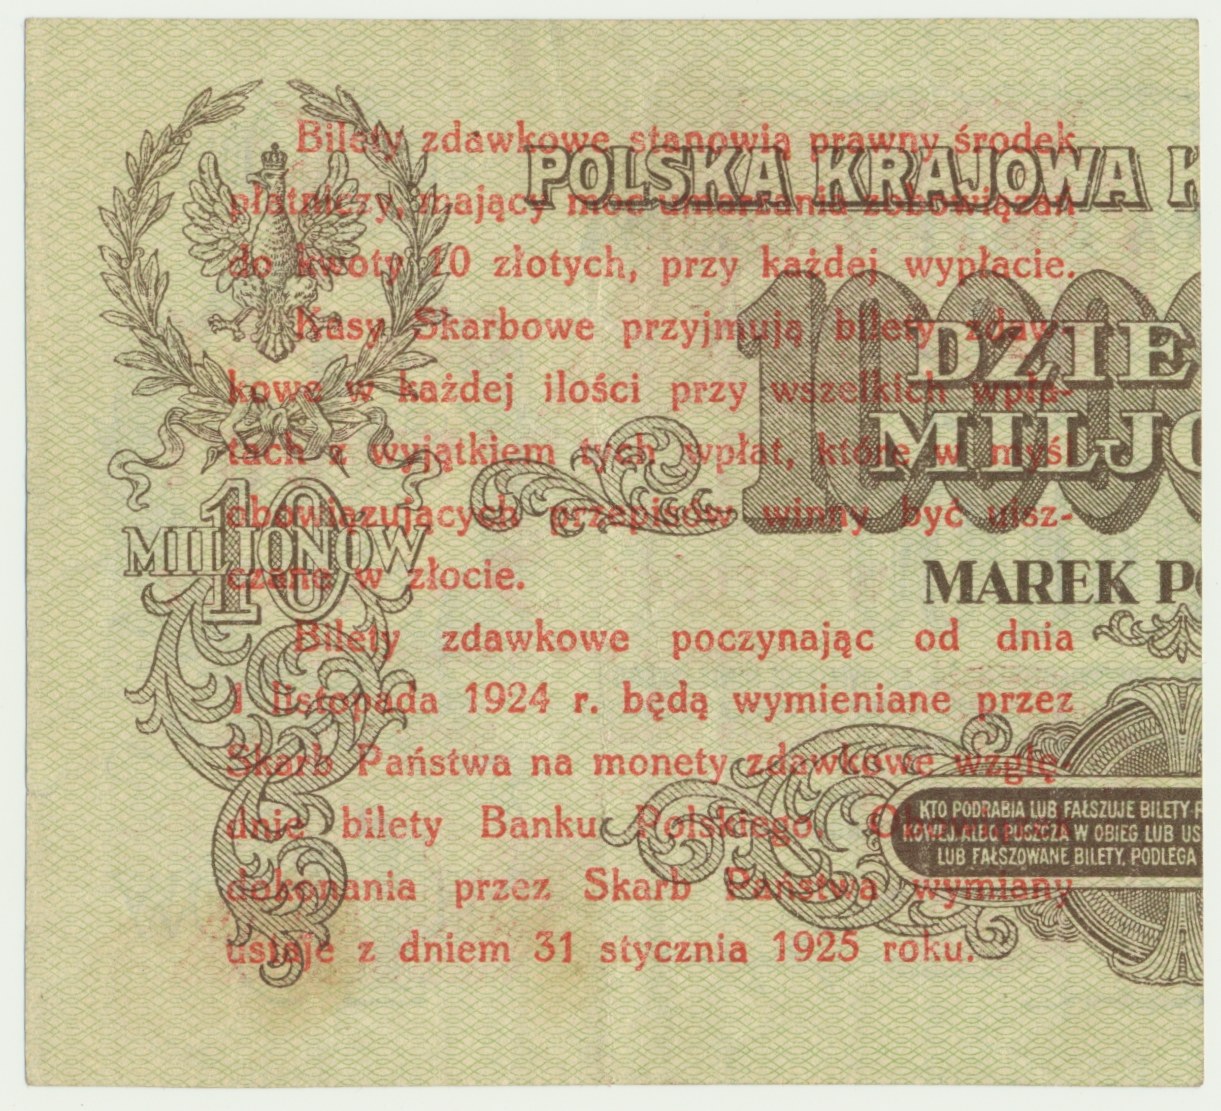 Bilety zdawkowe stanowią prawny środek
płatniczy, mający moc umarzania zobowiązań
do kwoty 10 złotych, przy każdej wypłacie.
Kasy Skarbowe przyjmują bilety zdaw-
kowe w każdej ilości przy wszelkich wpła-
tach z wyjątkiem tych wpłat, które w myśl
obowiązujących przepisów winny być uisz-
czane w złocie.
Bilety zdawkowe poczynając od dnia
1 listopada 1924 r. będą wymieniane przez
Skarb Państwa na monety zdawkowe wzglę-
dnie bilety Banku Polskiego.
dokonania przez Skarb Państwa wymiany
ustaje z dniem 31 stycznia 1925 roku.
POLSKA KRAJOWA K
10000
DZIE
MILJO
MAREK PO
10
MILJONÓW
KTO PODRABIA LUB FAŁSZUJE BILETY P
KOWEJ, ALBO PUSZCZA W OBIEG LUB US
LUB FAŁSZOWANE BILETY, PODLEGA